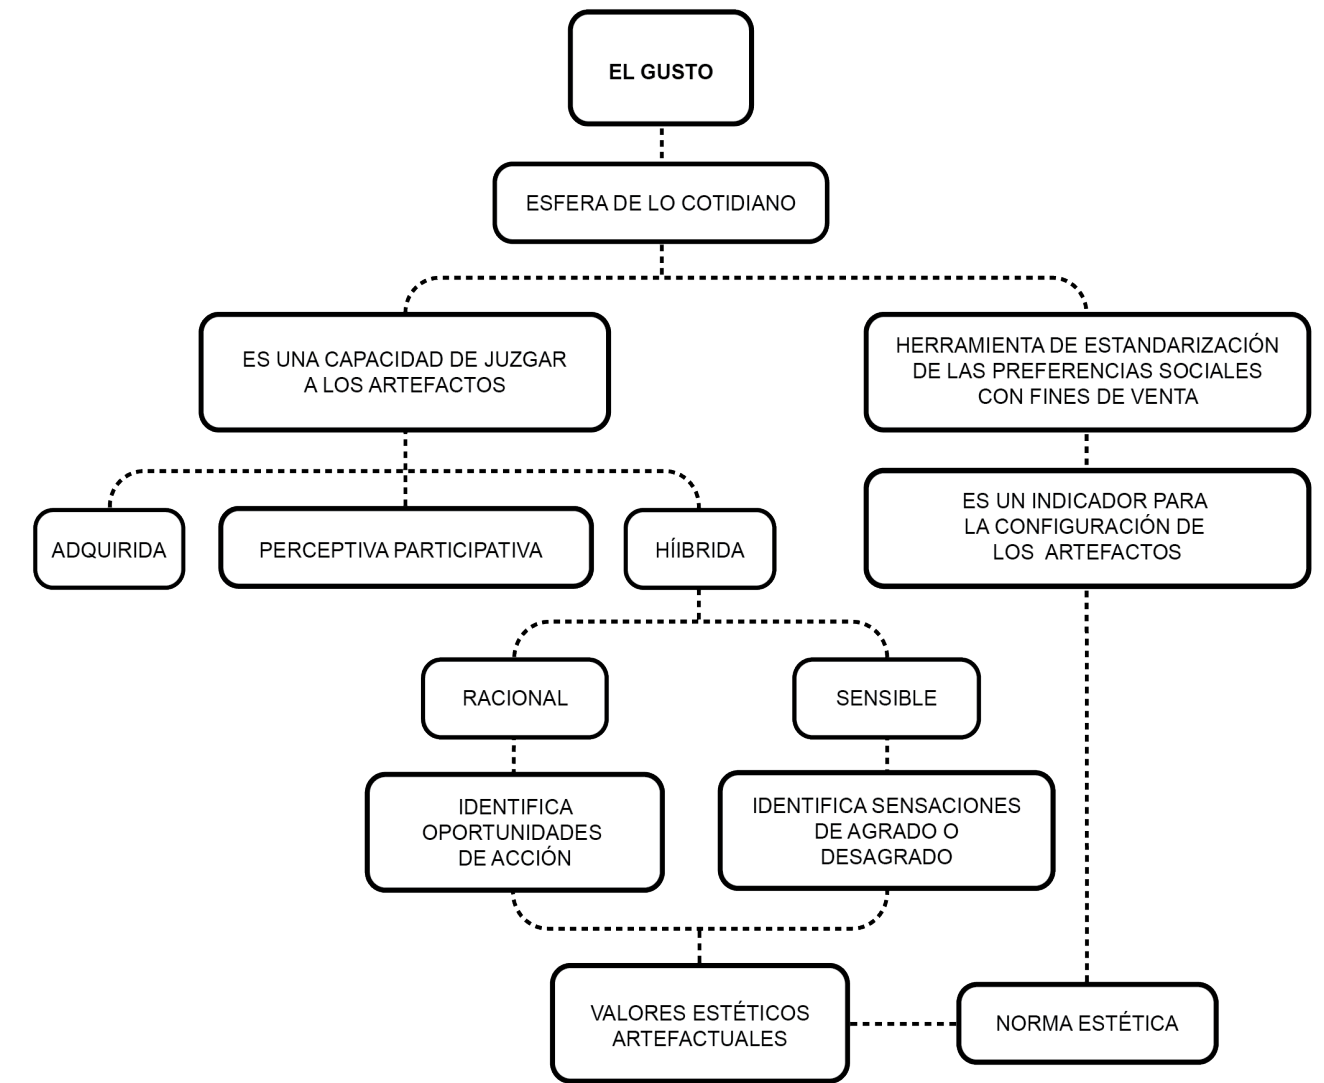 EL GUSTO
ESFERA DE LO COTIDIANO
ES UNA CAPACIDAD DE JUZGAR
A LOS ARTEFACTOS
HERRAMIENTA DE ESTANDARIZACIÓN
DE LAS PREFERENCIAS SOCIALES
CON FINES DE VENTA
ADQUIRIDA
PERCEPTIVA PARTICIPATIVA
HÍIBRIDA
ES UN INDICADOR PARA
LA CONFIGURACIÓN DE
LOS ARTEFACTOS
RACIONAL
SENSIBLE
IDENTIFICA
OPORTUNIDADES
DE ACCIÓN
IDENTIFICA SENSACIONES
DE AGRADO O
DESAGRADO
VALORES ESTÉTICOS
ARTEFACTUALES
NORMA ESTÉTICA